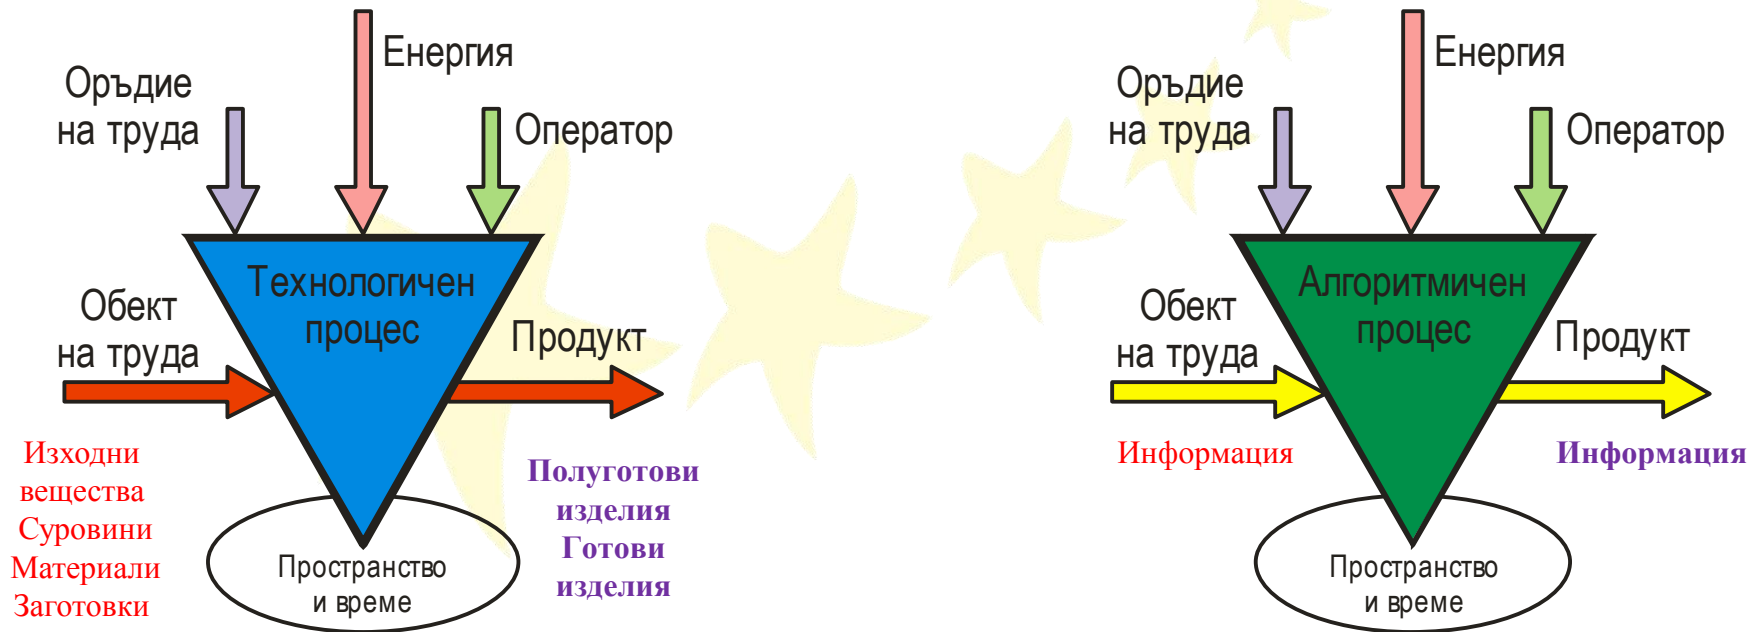 Енергия
Оръдие
на труда
Оператор
Технологичен
процес
Обект
на труда
Продукт
Изходни
вещества
Суровини
Материали
Заготовки
Полуготови
изделия
Готови
изделия
Пространство
и време
Енергия
Оръдие
на труда
Оператор
Алгоритмичен
процес
Обект
на труда
Продукт
Информация
Информация
Пространство
и време